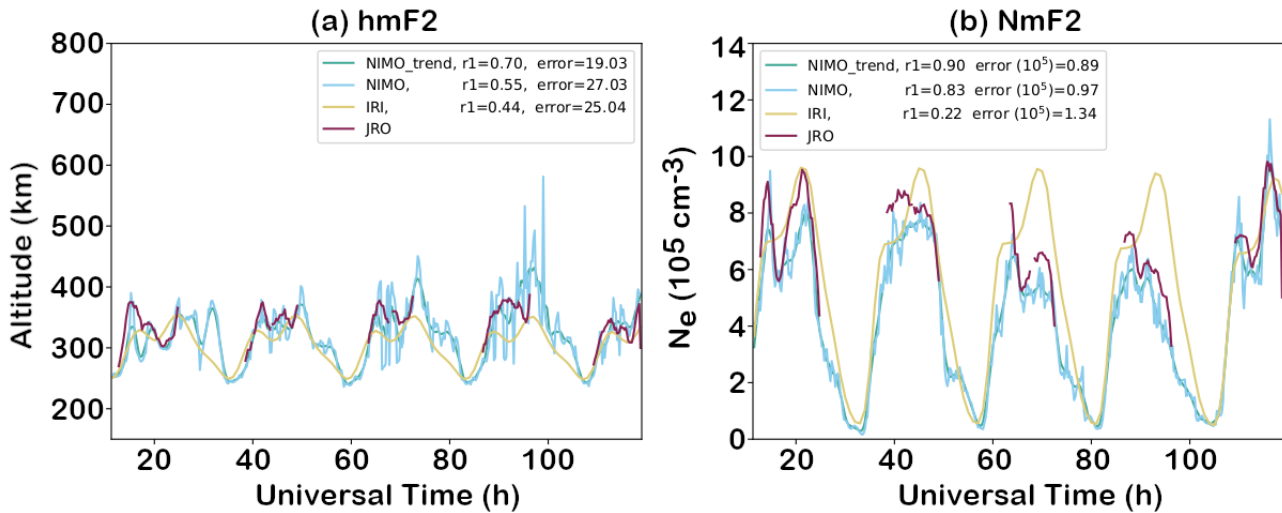 (a) hmF2
800
700
600
500
400
300
200
Altitude (km)
NIMO_trend, r1=0.70, error=19.03
NIMO, r1=0.55, error=27.03
IRI, r1=0.44, error=25.04
JRO
20 40 60 80 100
Universal Time (h)
(b) NmF2
14
12
10
8
6
4
2
0
Ne (10⁵ cm-3)
NIMO_trend, r1=0.90 error (10⁵)=0.89
NIMO, r1=0.83 error (10⁵)=0.97
IRI, r1=0.22 error (10⁵)=1.34
JRO
20 40 60 80 100
Universal Time (h)